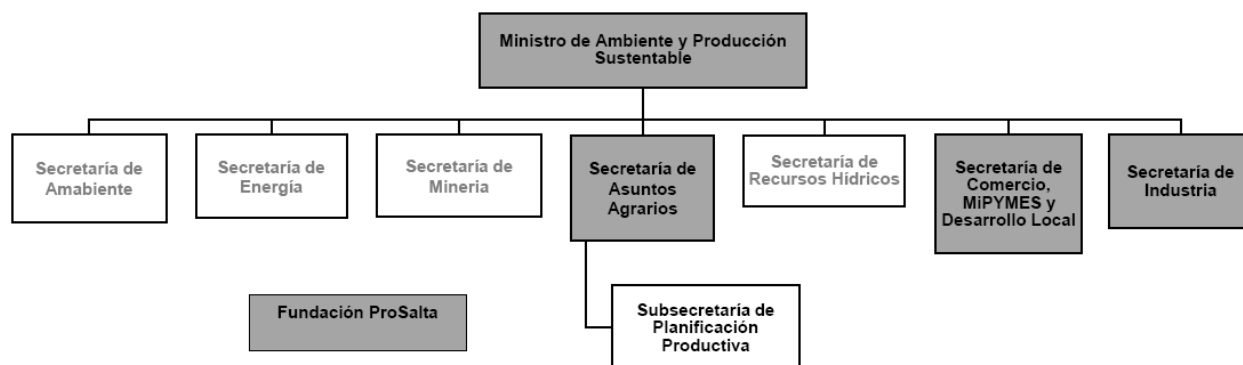 Ministro de Ambiente y Producción
Sustentable
Secretaría de
Amabiente
Secretaría de
Energía
Secretaría de
Mineria
Secretaría de
Asuntos
Agrarios
Secretaría de
Recursos Hídricos
Secretaría de
Comercio,
MiPYMES y
Desarrollo Local
Secretaría de
Industria
Fundación ProSalta
Subsecretaría de
Planificación
Productiva